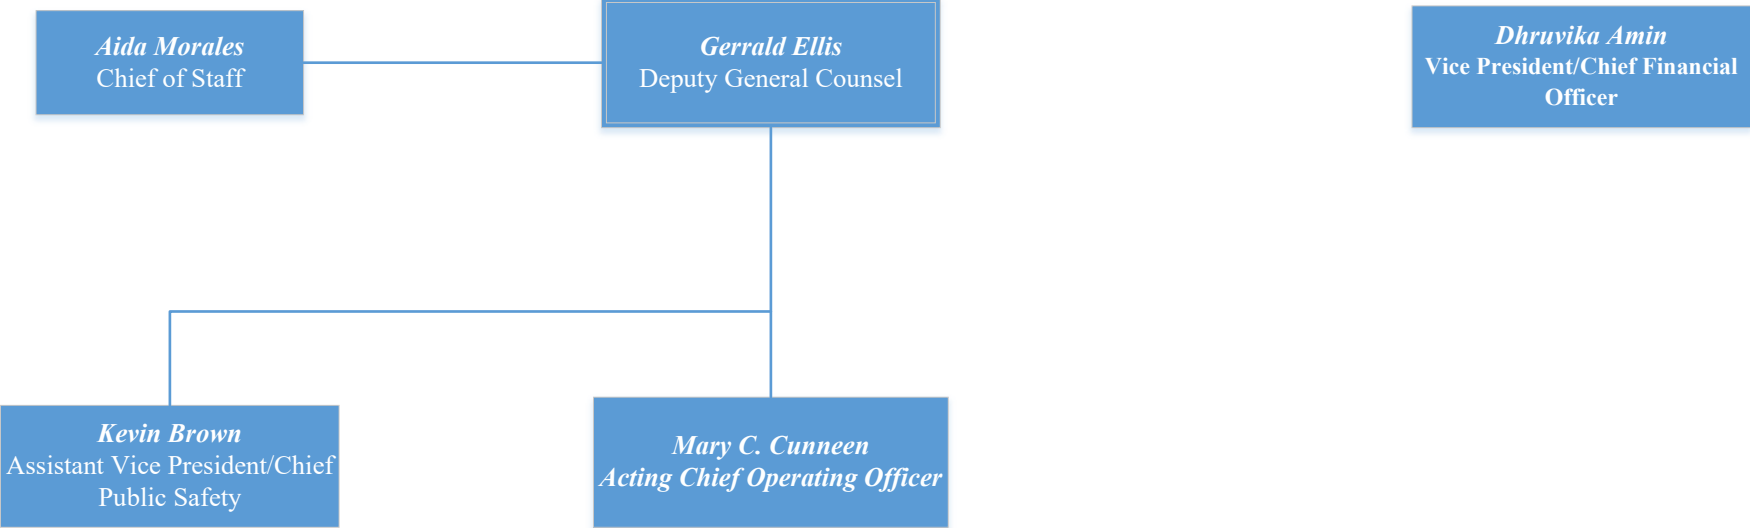 Aida Morales
Chief of Staff
Gerrald Ellis
Deputy General Counsel
Dhruvika Amin
Vice President/Chief Financial
Officer
Kevin Brown
Assistant Vice President/Chief
Public Safety
Mary C. Cunneen
Acting Chief Operating Officer